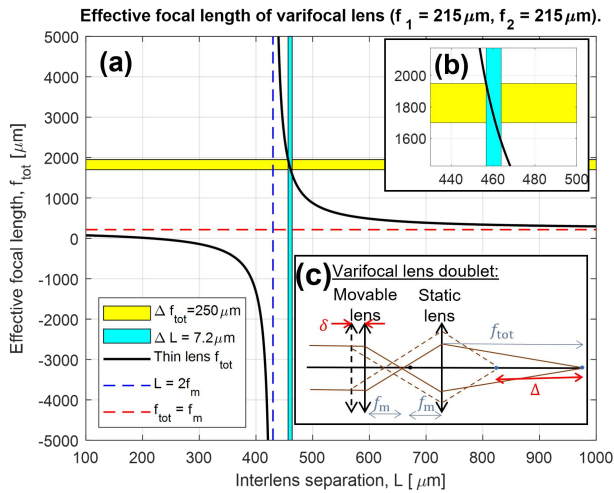 Effective focal length of varifocal lens (f1 = 215 μm, f2 = 215 μm).
(a)
(b)
Effective focal length, ftot [μm]
5000
4000
3000
2000
1000
0
-1000
-2000
-3000
-4000
-5000
2000
1800
1600
440 460 480 500
Δ ftot=250 μm
Δ L = 7.2μm
Thin lens ftot
L = 2fm
ftot = fm
(c) Varifocal lens doublet:
Movable lens
Static lens
δ
ftot
fm
fm
Δ
100 200 300 400 500 600 700 800 900 1000
Interlens separation, L [ μm]